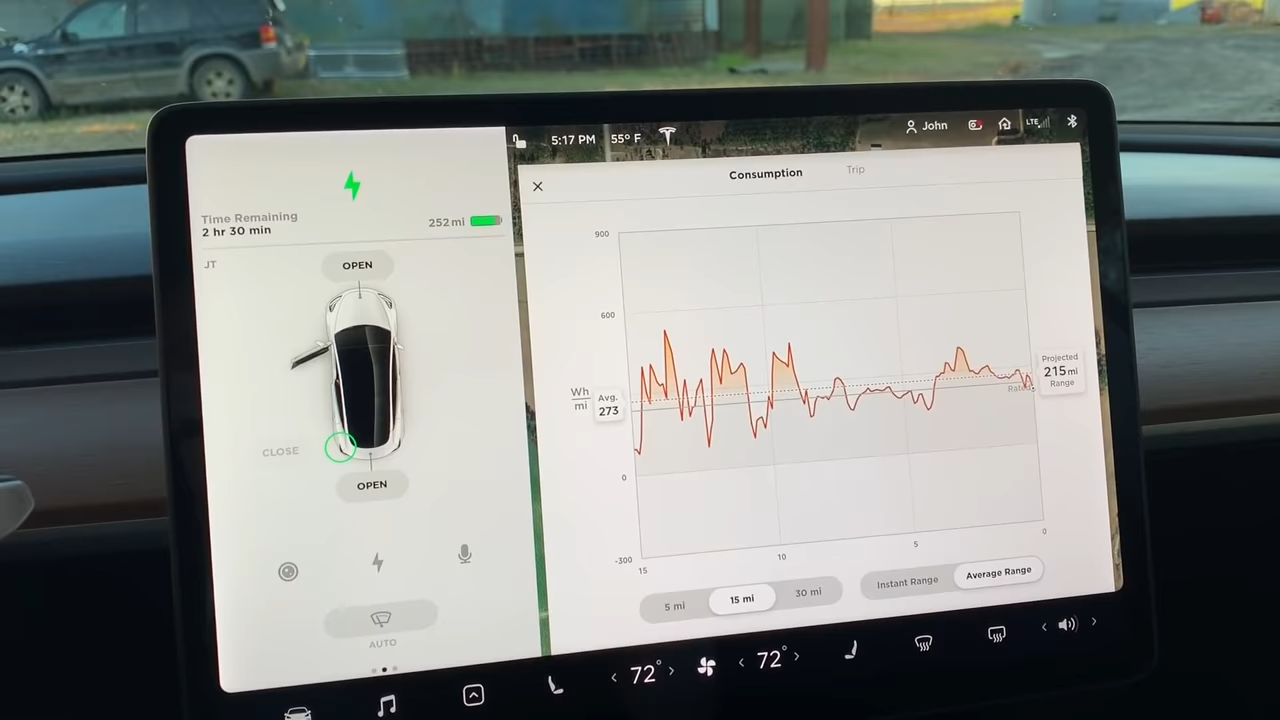 5:17 PM 55° F
John
LTE
Time Remaining
2 hr 30 min
252 mi
JT
OPEN
CLOSE
OPEN
AUTO
Consumption
Trip
900
600
Wh
mi
Avg.
273
0
-300
15
10
5
0
Projected
215 mi
Range
5 mi
15 mi
30 mi
Instant Range
Average Range
72°
72°